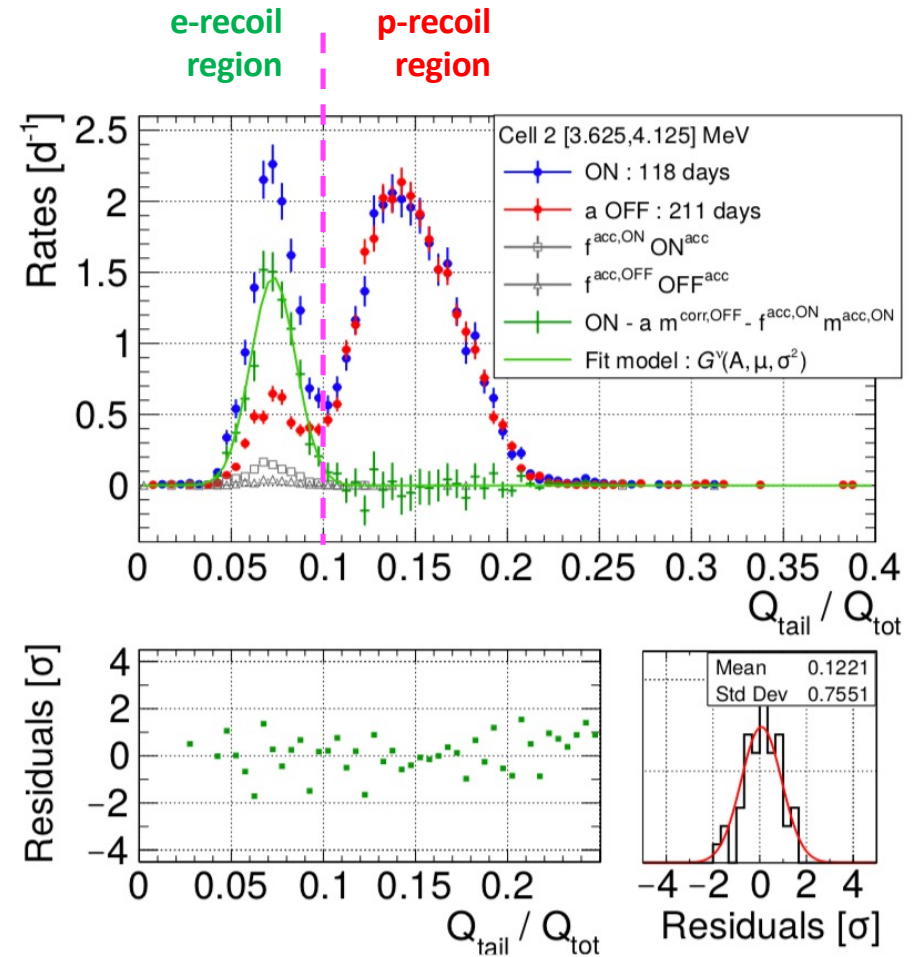 e-recoil
region
p-recoil
region
Rates [d⁻¹]
2.5
2
1.5
1
0.5
0
Cell 2 [3.625,4.125] MeV
ON : 118 days
a OFF : 211 days
f^acc,ON ON^acc
f^acc,OFF OFF^acc
ON - a m^corr,OFF - f^acc,ON m^acc,ON
Fit model : G^ν(A, μ, σ²)
0 0.05 0.1 0.15 0.2 0.25 0.3 0.35 0.4
Q_tail / Q_tot
Residuals [σ]
4
2
0
−2
−4
0 0.05 0.1 0.15 0.2
Q_tail / Q_tot
Mean 0.1221
Std Dev 0.7551
−4 −2 0 2 4
Residuals [σ]